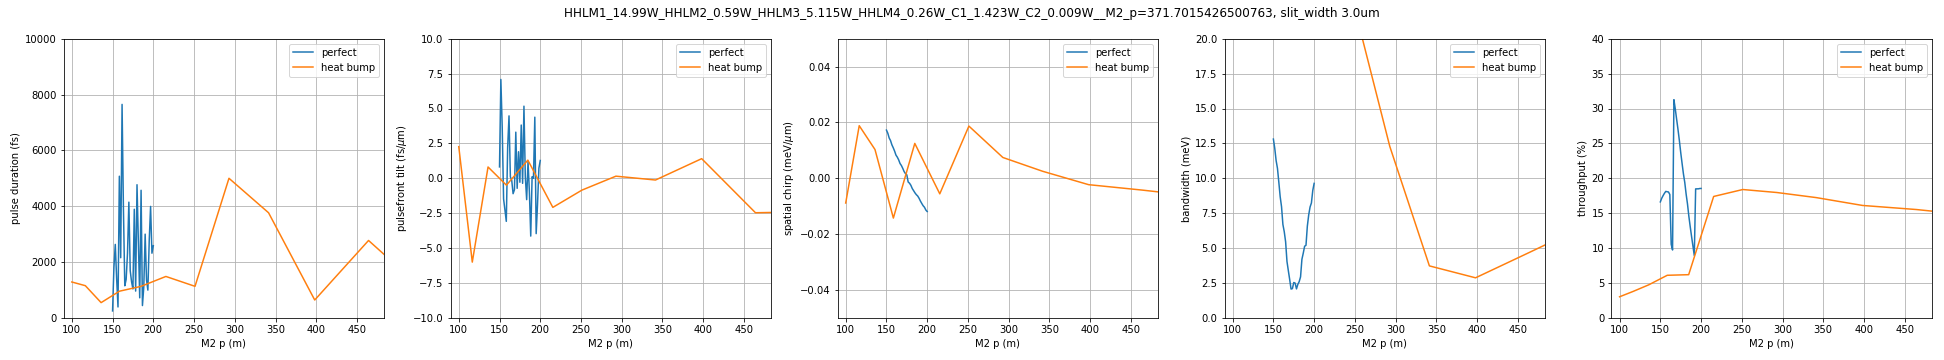 HHLM1_14.99W_HHLM2_0.59W_HHLM3_5.115W_HHLM4_0.26W_C1_1.423W_C2_0.009W__M2_p=371.7015426500763, slit_width 3.0um
pulse duration (fs)
10000
8000
6000
4000
2000
0
perfect
heat bump
100 150 200 250 300 350 400 450
M2 p (m)
pulsefront tilt (fs/μm)
10.0
7.5
5.0
2.5
0.0
−2.5
−5.0
−7.5
−10.0
perfect
heat bump
100 150 200 250 300 350 400 450
M2 p (m)
spatial chirp (meV/μm)
0.04
0.02
0.00
−0.02
−0.04
perfect
heat bump
100 150 200 250 300 350 400 450
M2 p (m)
bandwidth (meV)
20.0
17.5
15.0
12.5
10.0
7.5
5.0
2.5
0.0
perfect
heat bump
100 150 200 250 300 350 400 450
M2 p (m)
throughput (%)
40
35
30
25
20
15
10
5
0
perfect
heat bump
100 150 200 250 300 350 400 450
M2 p (m)